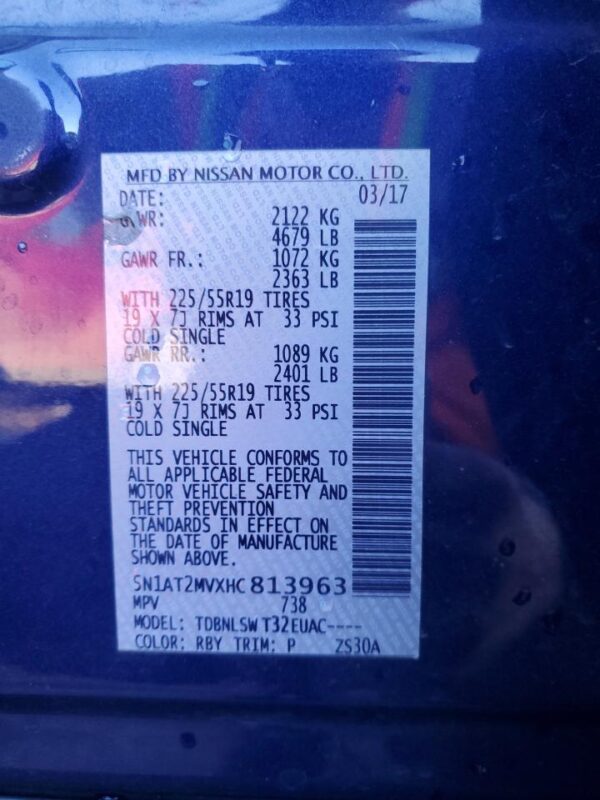 MFD BY NISSAN MOTOR CO., LTD.
DATE: 03/17
GVWR: 2122 KG
4679 LB
GAWR FR.: 1072 KG
2363 LB
WITH 225/55R19 TIRES
19 X 7J RIMS AT 33 PSI
COLD SINGLE
GAWR RR.: 1089 KG
2401 LB
WITH 225/55R19 TIRES
19 X 7J RIMS AT 33 PSI
COLD SINGLE
THIS VEHICLE CONFORMS TO
ALL APPLICABLE FEDERAL
MOTOR VEHICLE SAFETY AND
THEFT PREVENTION
STANDARDS IN EFFECT ON
THE DATE OF MANUFACTURE
SHOWN ABOVE.
5N1AT2MVXHC813963
MPV 738
MODEL: TDBNLSW T32EUAC----
COLOR: RBY TRIM: P ZS30A